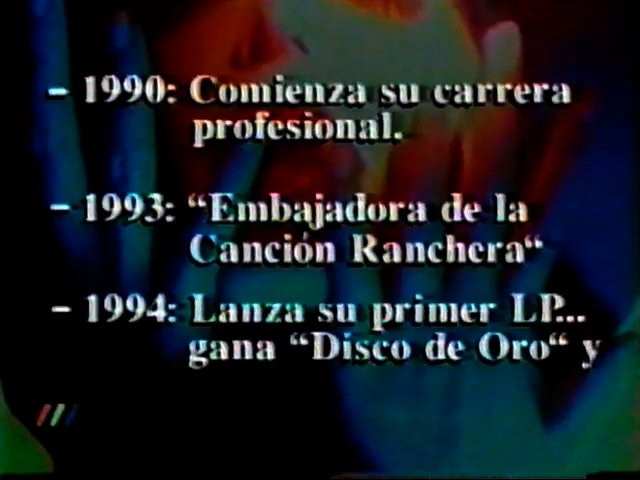 – 1990: Comienza su carrera
profesional.
– 1993: “Embajadora de la
Canción Ranchera“
– 1994: Lanza su primer LP...
gana “Disco de Oro“ y